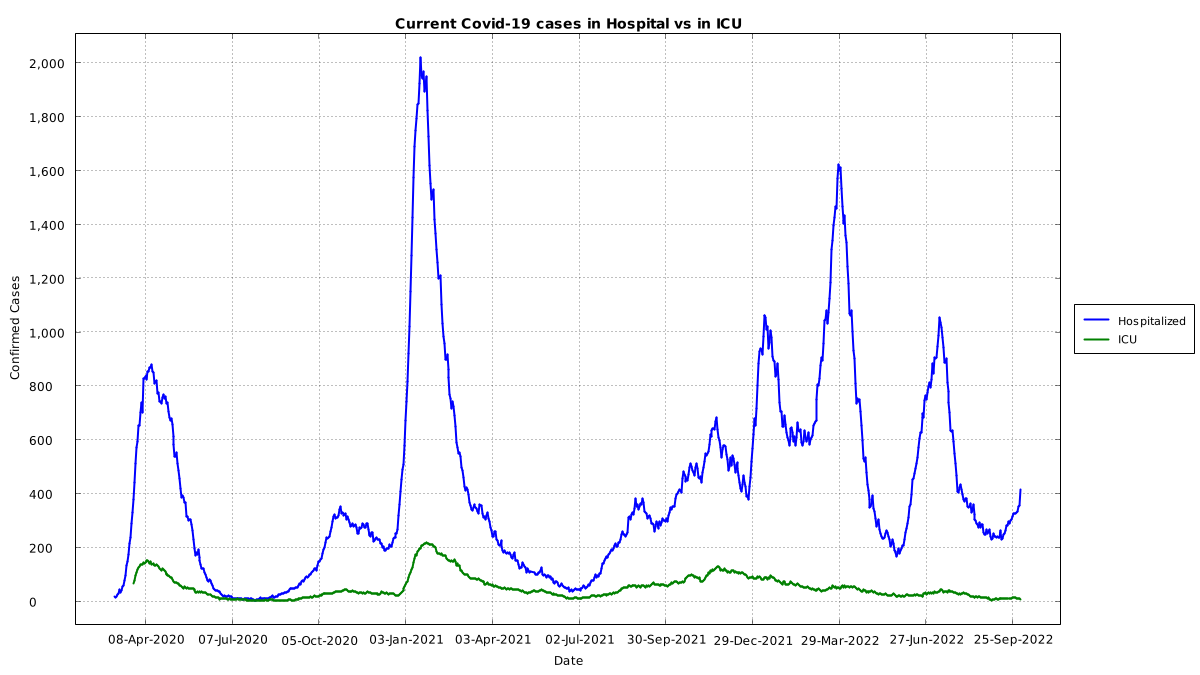 Current Covid-19 cases in Hospital vs in ICU
Confirmed Cases
2,000
1,800
1,600
1,400
1,200
1,000
800
600
400
200
0
Hospitalized
ICU
08-Apr-2020 07-Jul-2020 05-Oct-2020 03-Jan-2021 03-Apr-2021 02-Jul-2021 30-Sep-2021 29-Dec-2021 29-Mar-2022 27-Jun-2022 25-Sep-2022
Date